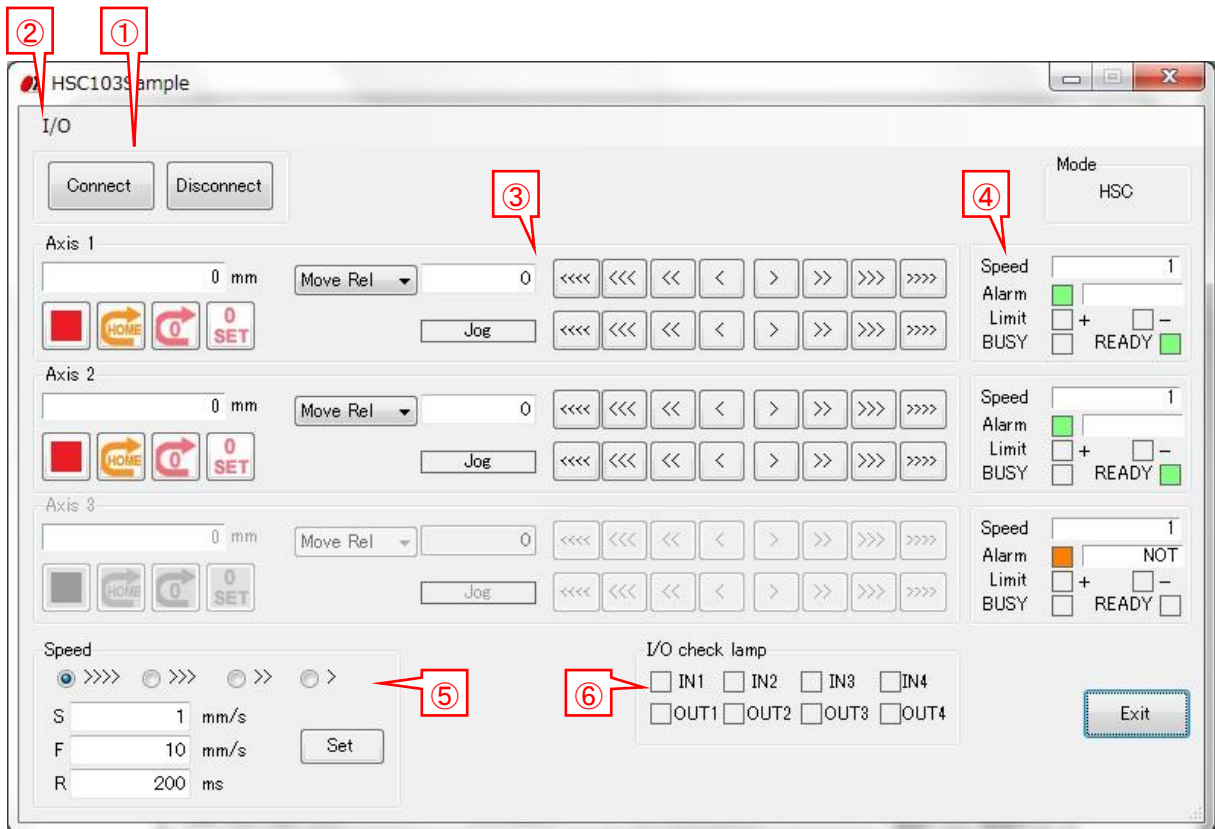 ② ①
HSC103Sample
I/O
Connect Disconnect ③ ④ Mode
HSC
Axis 1
0 mm Move Rel 0 <<<< <<< << < > >> >>> >>>> Speed 1
Alarm
HOME 0 0 SET Jog <<<< <<< << < > >> >>> >>>> Limit + -
BUSY READY
Axis 2
0 mm Move Rel 0 <<<< <<< << < > >> >>> >>>> Speed 1
Alarm
HOME 0 0 SET Jog <<<< <<< << < > >> >>> >>>> Limit + -
BUSY READY
Axis 3
0 mm Move Rel 0 <<<< <<< << < > >> >>> >>>> Speed 1
Alarm NOT
HOME 0 0 SET Jog <<<< <<< << < > >> >>> >>>> Limit + -
BUSY READY
Speed
>>>> >>> >> >
S 1 mm/s
F 10 mm/s Set
R 200 ms
⑤
I/O check lamp
⑥ IN1 IN2 IN3 IN4
OUT1 OUT2 OUT3 OUT4
Exit